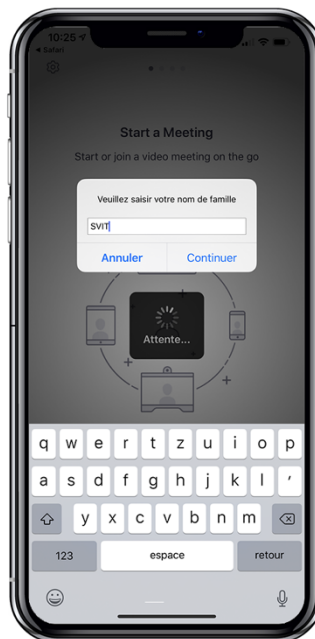 10:25
Safari
Start a Meeting
Start or join a video meeting on the go
Veuillez saisir votre nom de famille
SVIT
Annuler
Continuer
Attente...
q w e r t z u i o p
a s d f g h j k l ′
y x c v b n m
123 espace retour